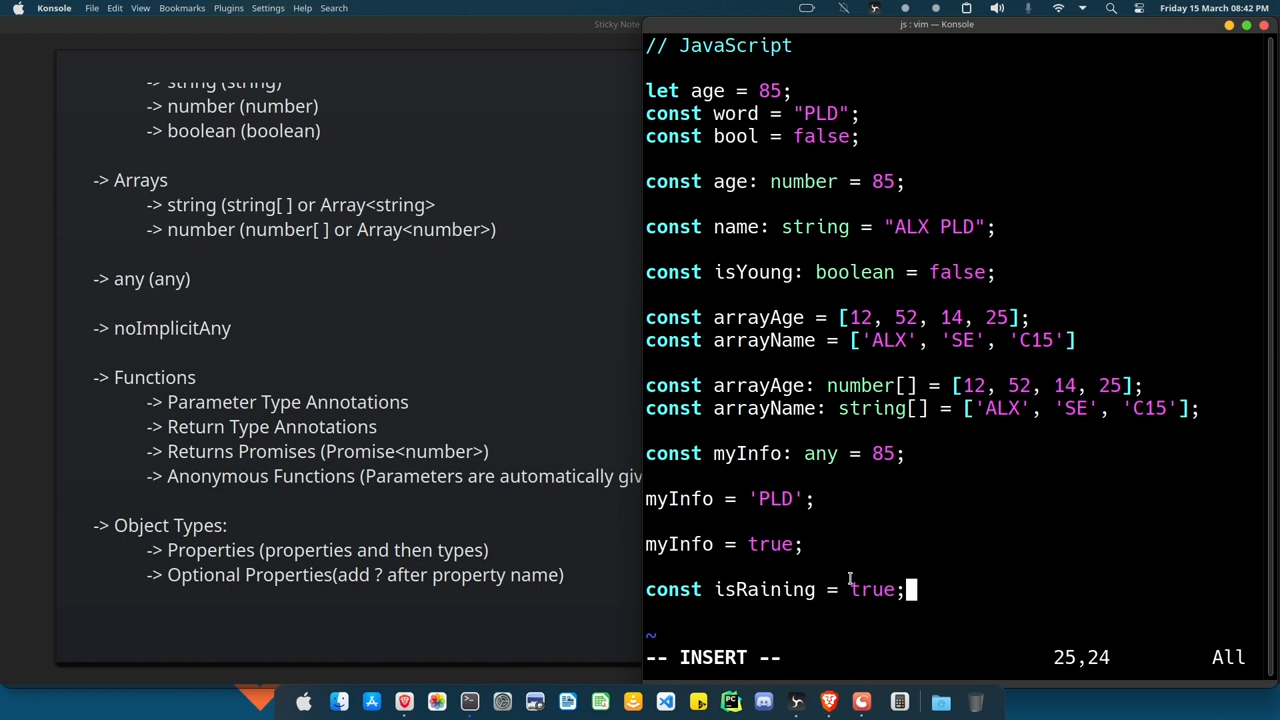 Konsole File Edit View Bookmarks Plugins Settings Help Search
Friday 15 March 08:42 PM
Sticky Note
js : vim — Konsole
-> string (string)
-> number (number)
-> boolean (boolean)
-> Arrays
-> string (string[ ] or Array<string>
-> number (number[ ] or Array<number>)
-> any (any)
-> noImplicitAny
-> Functions
-> Parameter Type Annotations
-> Return Type Annotations
-> Returns Promises (Promise<number>)
-> Anonymous Functions (Parameters are automatically giv
-> Object Types:
-> Properties (properties and then types)
-> Optional Properties(add ? after property name)
// JavaScript
let age = 85;
const word = "PLD";
const bool = false;
const age: number = 85;
const name: string = "ALX PLD";
const isYoung: boolean = false;
const arrayAge = [12, 52, 14, 25];
const arrayName = ['ALX', 'SE', 'C15']
const arrayAge: number[] = [12, 52, 14, 25];
const arrayName: string[] = ['ALX', 'SE', 'C15'];
const myInfo: any = 85;
myInfo = 'PLD';
myInfo = true;
const isRaining = true;
~
-- INSERT -- 25,24 All